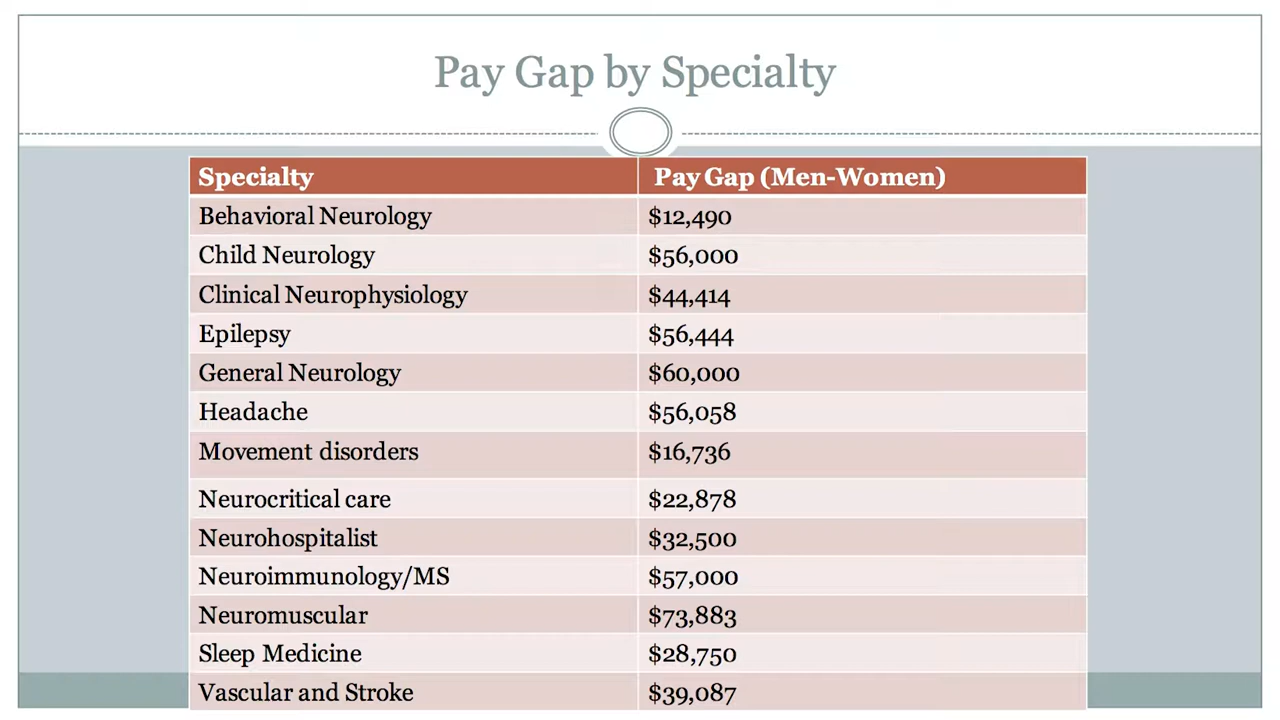 Pay Gap by Specialty
Specialty Pay Gap (Men-Women)
Behavioral Neurology $12,490
Child Neurology $56,000
Clinical Neurophysiology $44,414
Epilepsy $56,444
General Neurology $60,000
Headache $56,058
Movement disorders $16,736
Neurocritical care $22,878
Neurohospitalist $32,500
Neuroimmunology/MS $57,000
Neuromuscular $73,883
Sleep Medicine $28,750
Vascular and Stroke $39,087